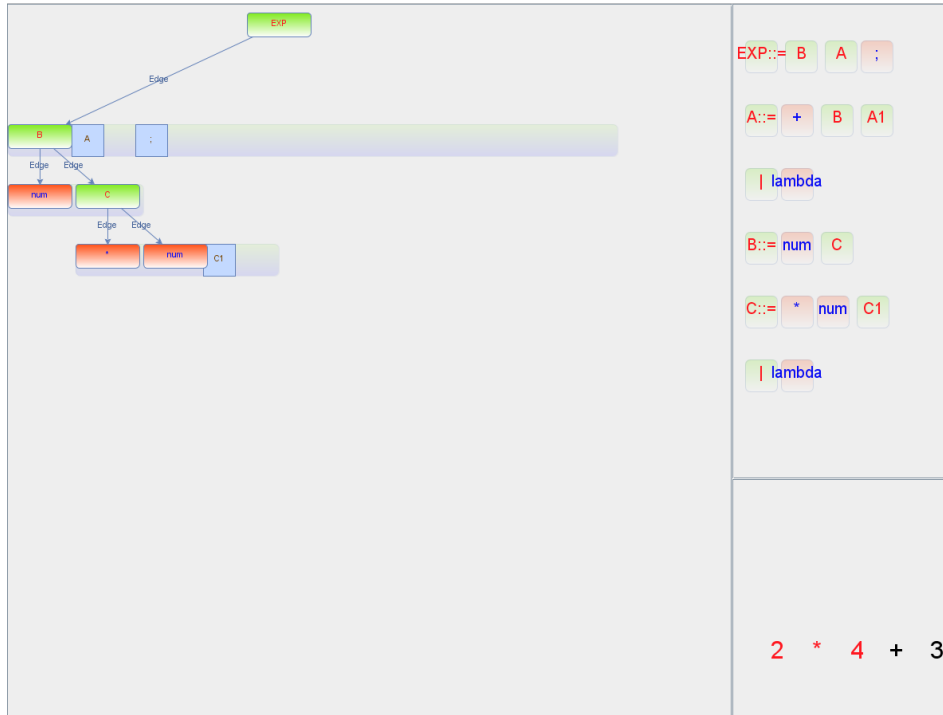 EXP
Edge
B A ;
Edge Edge
num C
Edge Edge
* num C1
EXP::= B A ;
A::= + B A1
| lambda
B::= num C
C::= * num C1
| lambda
2 * 4 + 3